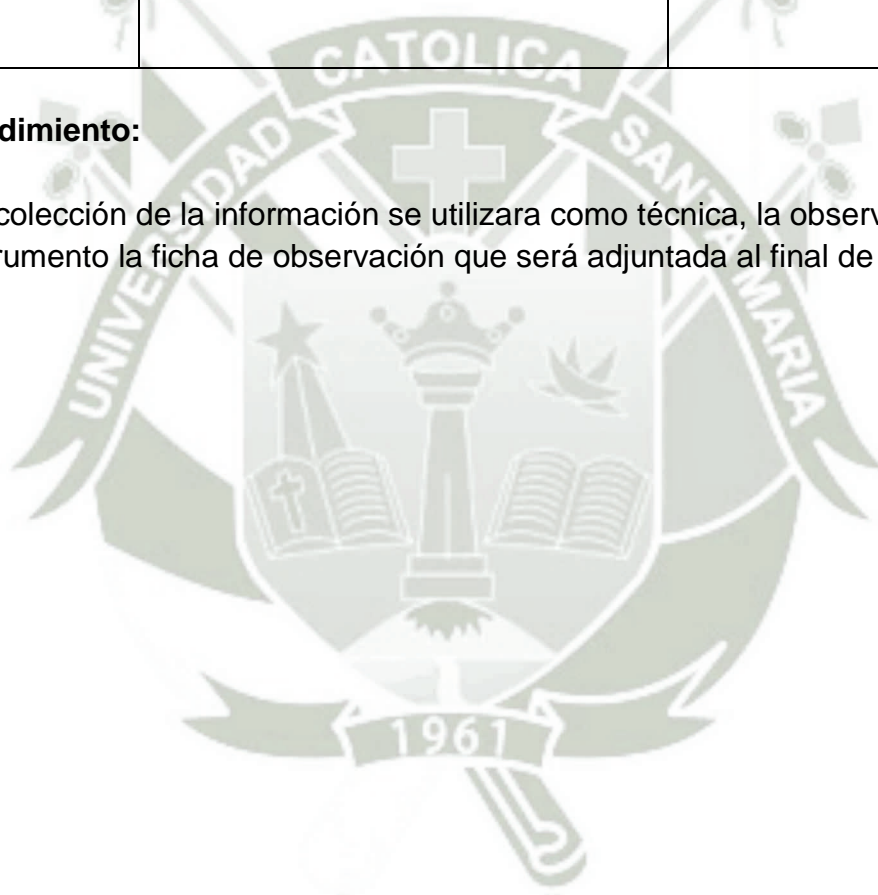 CATOLICA
UNIVERSIDAD
SANTA MARIA
dimiento:
colección de la información se utilizara como técnica, la observ
rumento la ficha de observación que será adjuntada al final de
1961